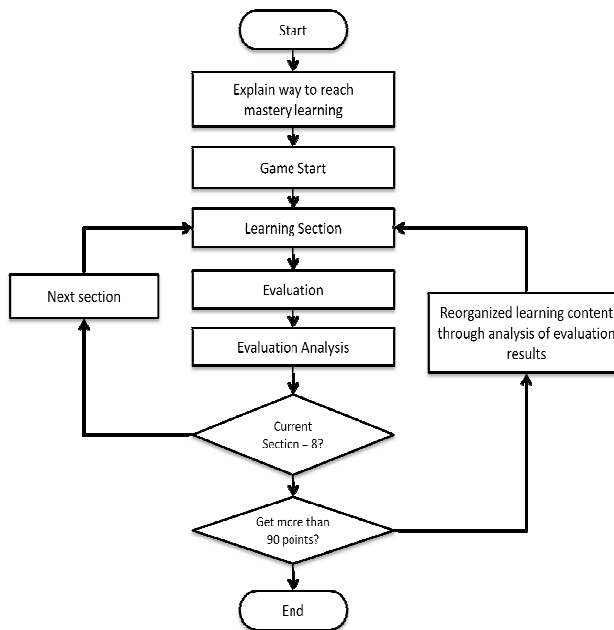 Start
Explain way to reach
mastery learning
Game Start
Learning Section
Next section
Evaluation
Reorganized learning content
through analysis of evaluation
results
Evaluation Analysis
Current
Section – 8?
Get more than
90 points?
End